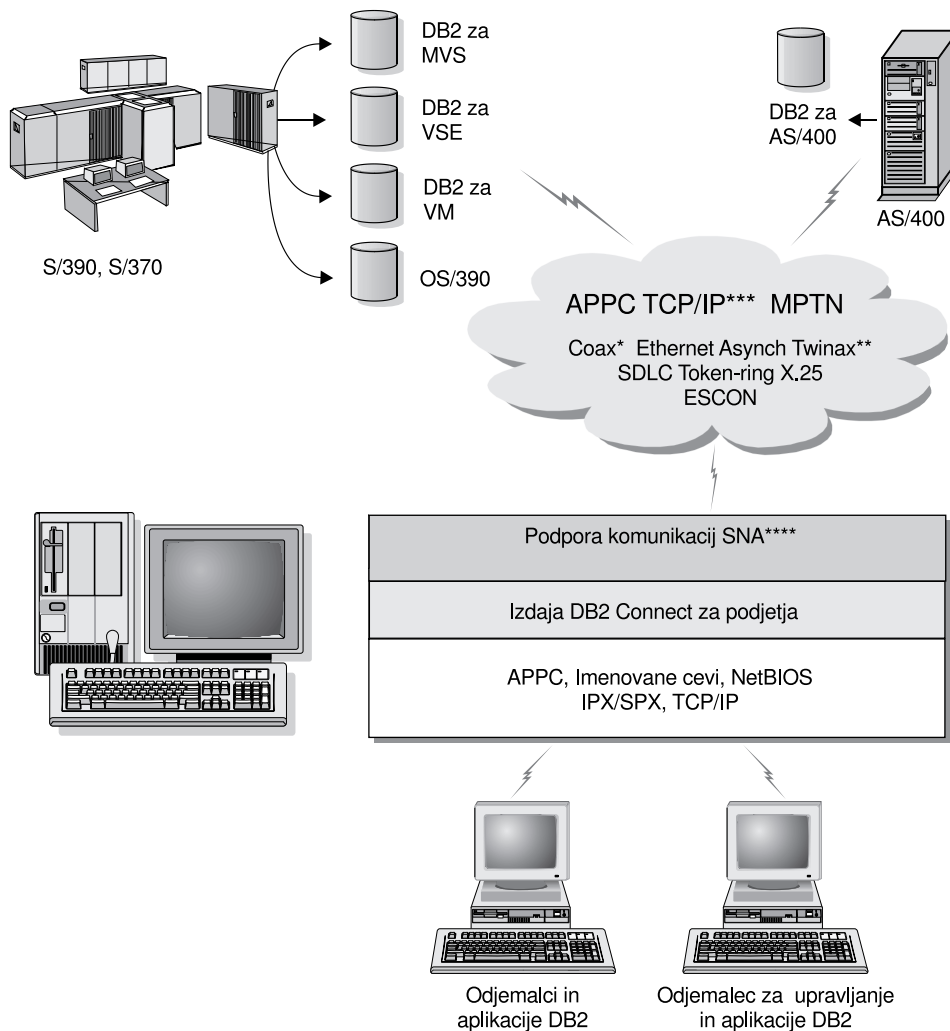 DB2 za
MVS
DB2 za
VSE
DB2 za
VM
OS/390
S/390, S/370
DB2 za
AS/400
AS/400
APPC TCP/IP*** MPTN
Coax* Ethernet Asynch Twinax**
SDLC Token-ring X.25
ESCON
Podpora komunikacij SNA****
Izdaja DB2 Connect za podjetja
APPC, Imenovane cevi, NetBIOS
IPX/SPX, TCP/IP
Odjemalci in
aplikacije DB2
Odjemalec za upravljanje
in aplikacije DB2